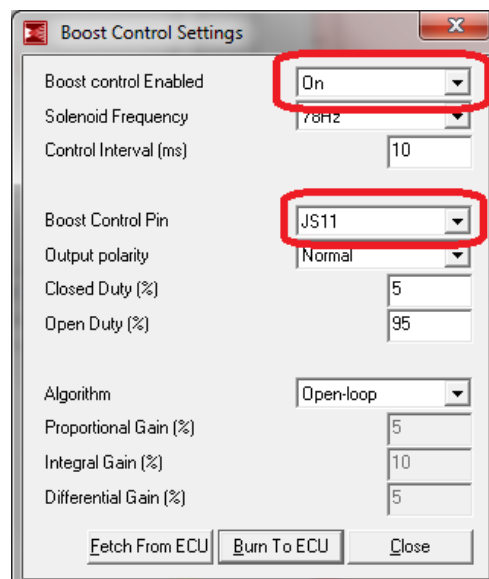 Boost Control Settings
Boost control Enabled On
Solenoid Frequency 78Hz
Control Interval (ms) 10
Boost Control Pin JS11
Output polarity Normal
Closed Duty (%) 5
Open Duty (%) 95
Algorithm Open-loop
Proportional Gain (%) 5
Integral Gain (%) 10
Differential Gain (%) 5
Fetch From ECU Burn To ECU Close